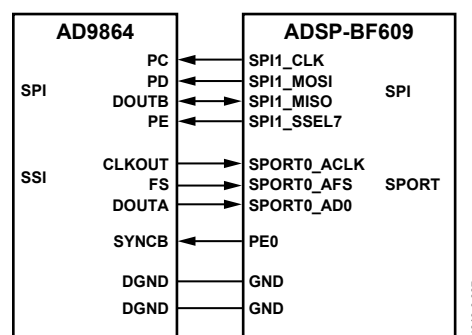 AD9864
ADSP-BF609
PC
SPI1_CLK
PD
SPI1_MOSI
SPI
DOUTB
SPI1_MISO
SPI
PE
SPI1_SSEL7
CLKOUT
SPORT0_ACLK
SSI
FS
SPORT0_AFS
SPORT
DOUTA
SPORT0_AD0
SYNCB
PE0
DGND
GND
DGND
GND